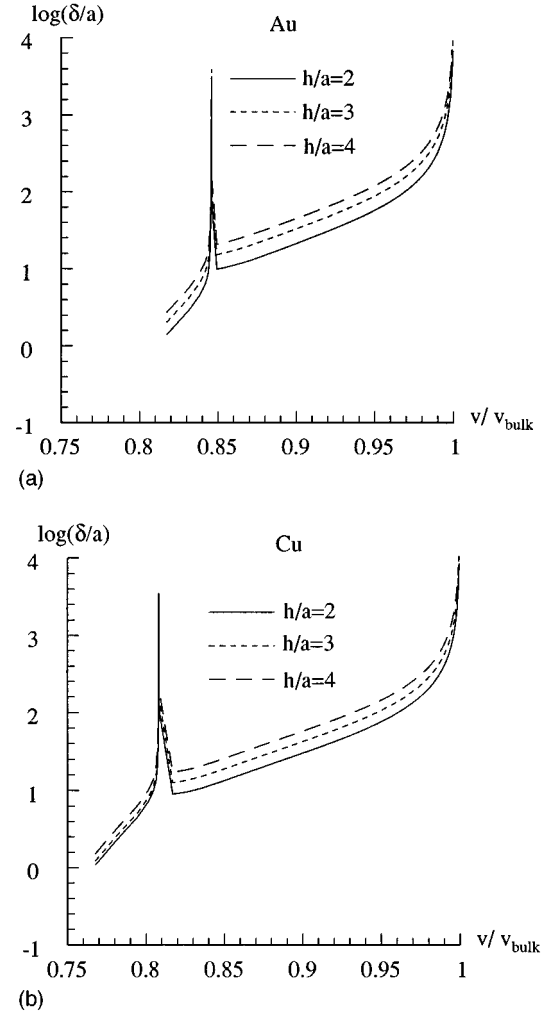 log(δ/a)
Au
4
h/a=2
h/a=3
3
h/a=4
2
1
0
-1
v/ v_bulk
0.75 0.8 0.85 0.9 0.95 1
(a)
log(δ/a)
Cu
4
h/a=2
3
h/a=3
h/a=4
2
1
0
-1
v/ v_bulk
0.75 0.8 0.85 0.9 0.95 1
(b)